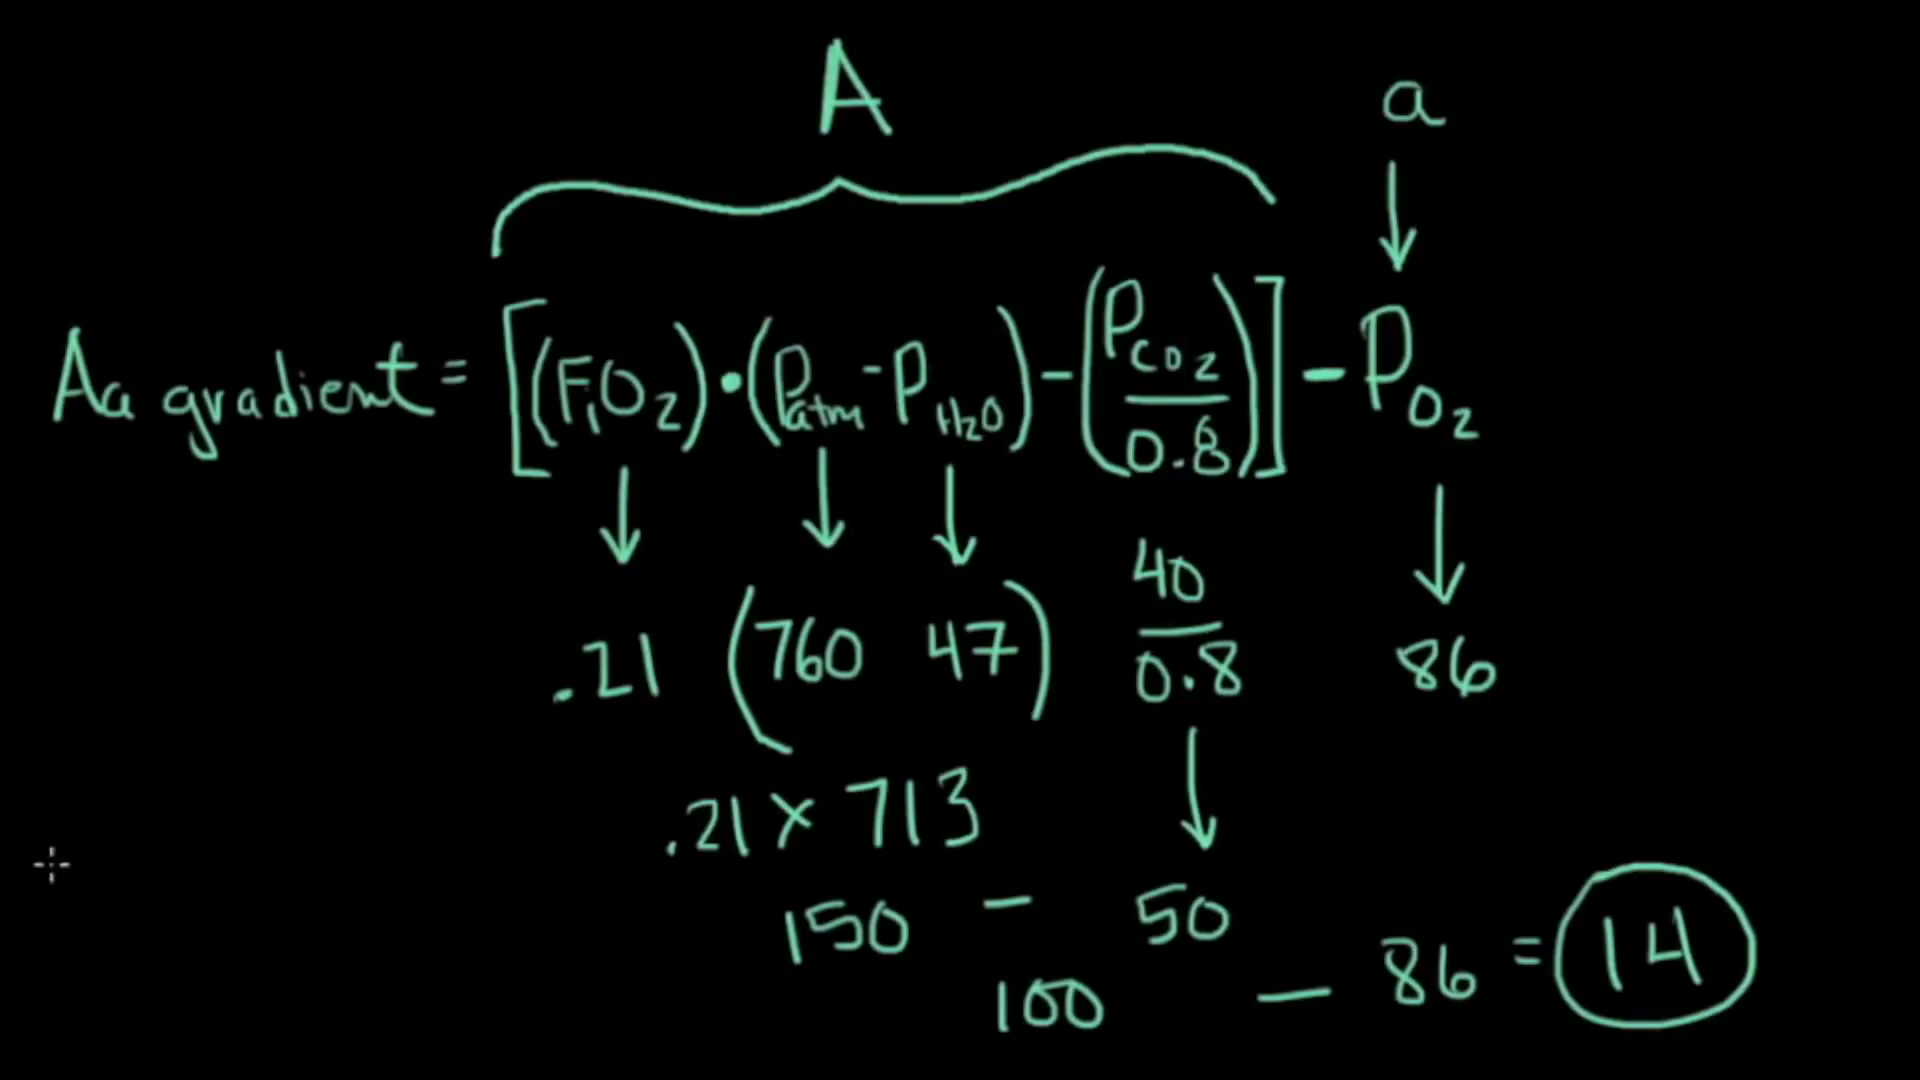 A a
Aa gradient = [(FiO2) • (Patm - PH2O) - (PCO2/0.8)] - PO2
.21 (760 47) 40/0.8 86
.21 x 713
150 - 50
100 - 86 = 14